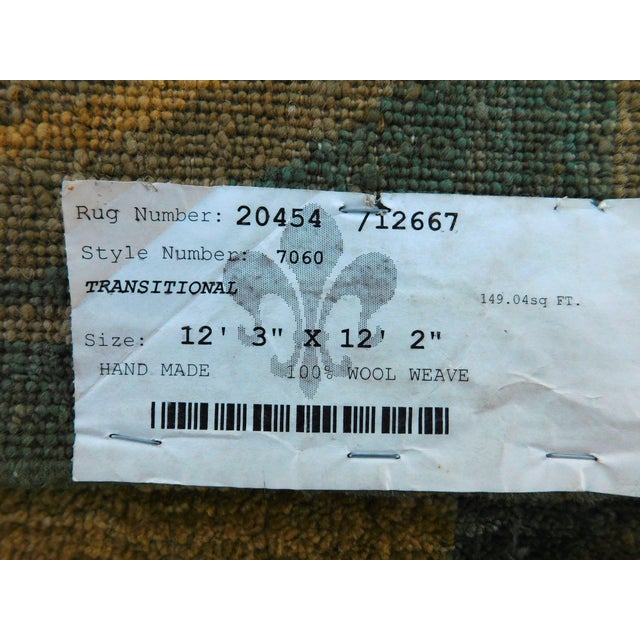 Rug Number: 20454 /12667
Style Number: 7060
TRANSITIONAL
149.04sq FT.
Size: 12' 3" X 12' 2"
HAND MADE 100% WOOL WEAVE